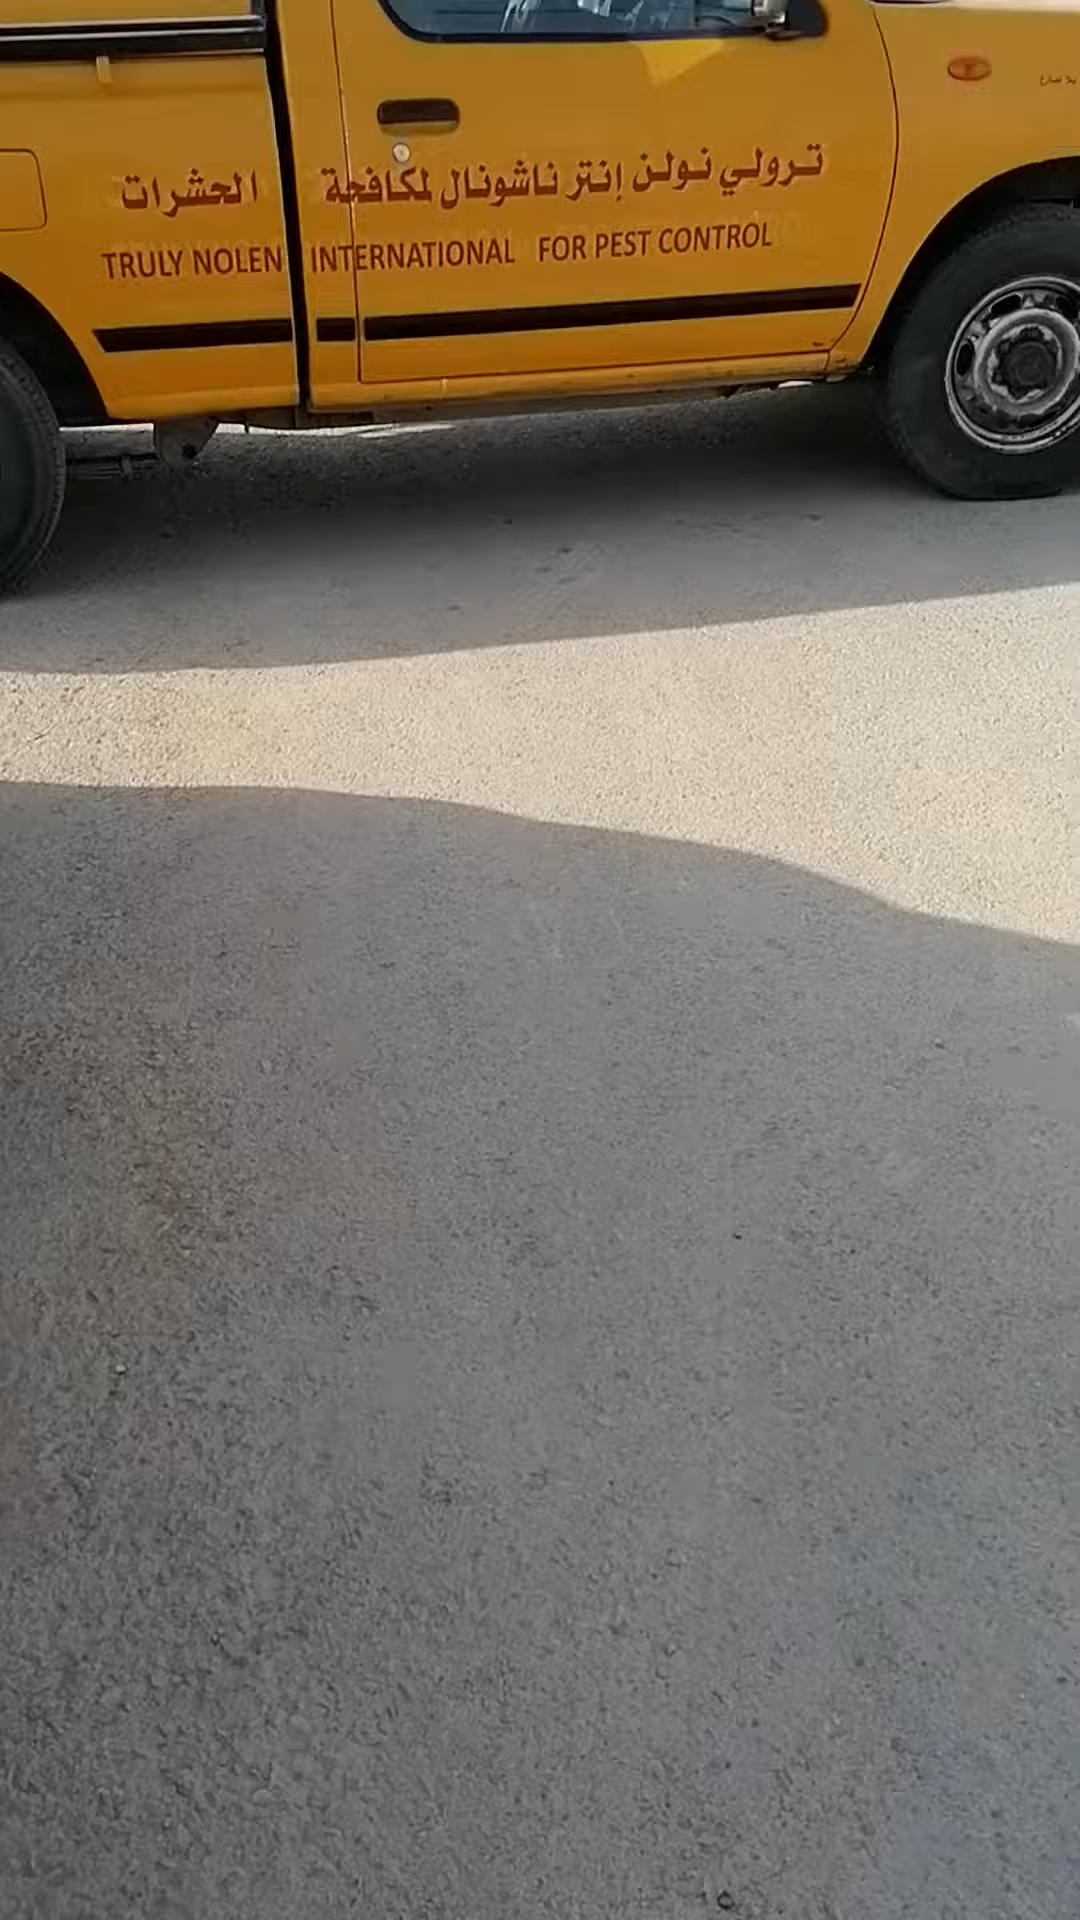 ترولي نولن إنتر ناشونال لمكافحة الحشرات
TRULY NOLEN INTERNATIONAL FOR PEST CONTROL